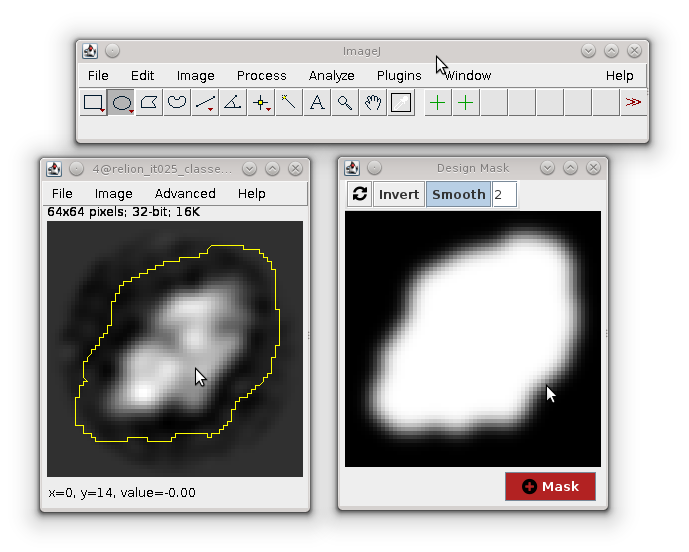 ImageJ
File Edit Image Process Analyze Plugins Window Help
A
4@relion_it025_classe...
File Image Advanced Help
64x64 pixels; 32-bit; 16K
x=0, y=14, value=-0.00
Design Mask
Invert Smooth 2
Mask